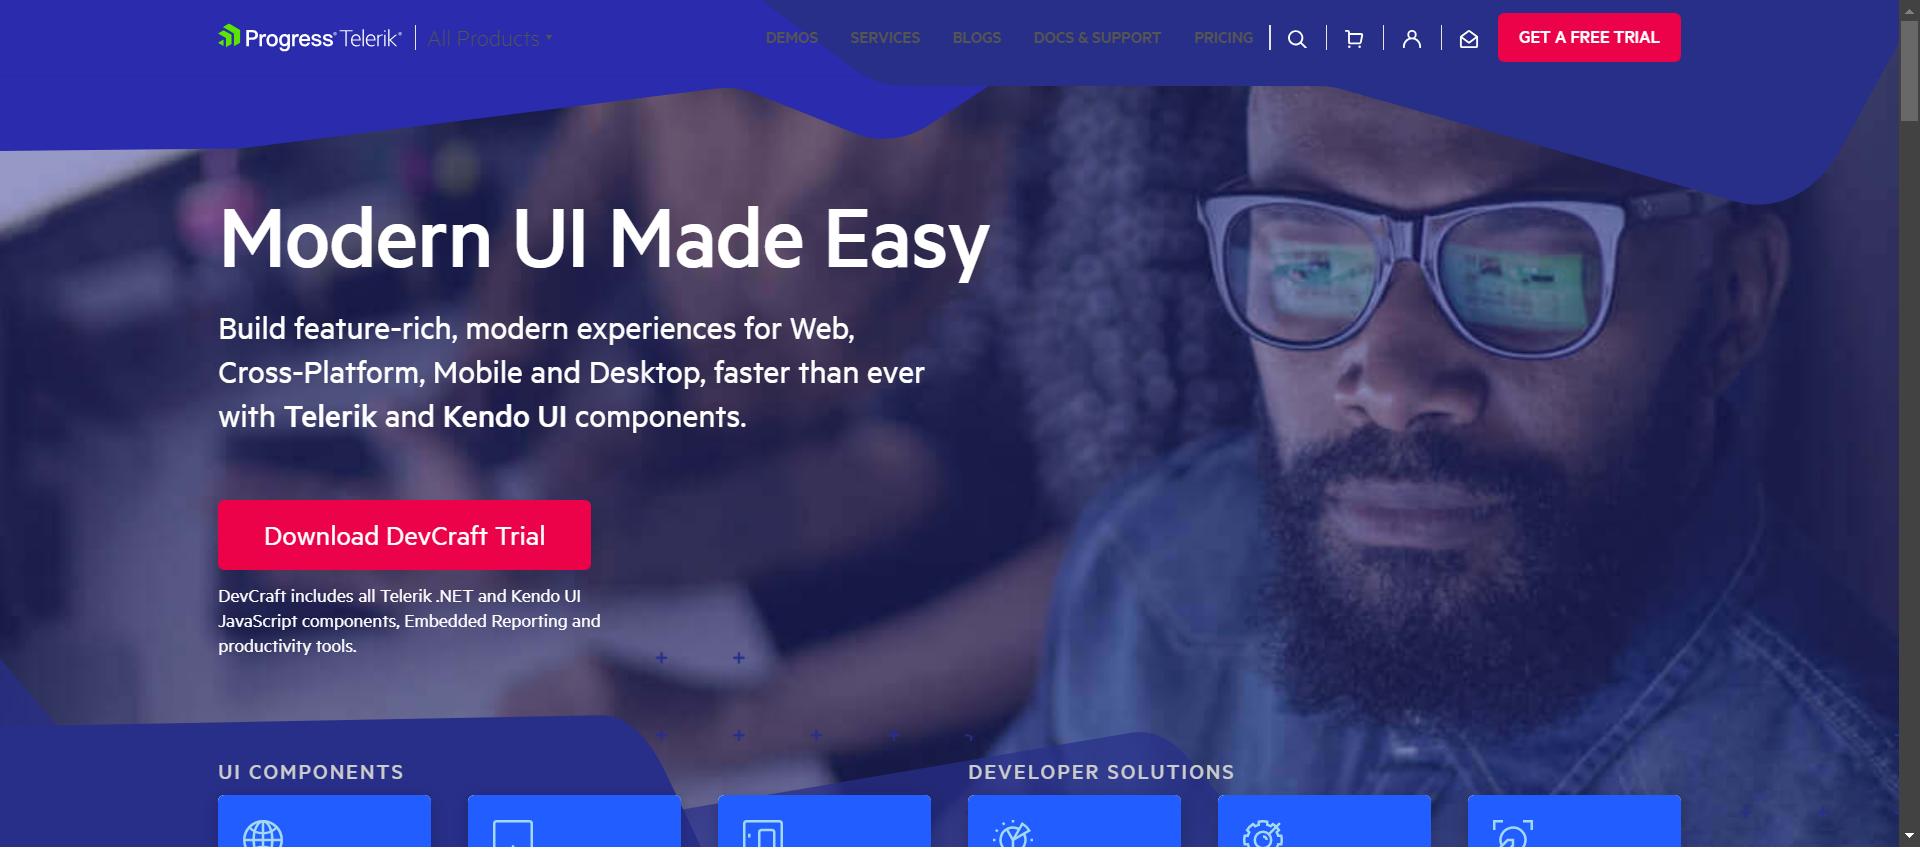 Progress® Telerik®
All Products
DEMOS
SERVICES
BLOGS
DOCS & SUPPORT
PRICING
GET A FREE TRIAL
Modern UI Made Easy
Build feature-rich, modern experiences for Web,
Cross-Platform, Mobile and Desktop, faster than ever
with Telerik and Kendo UI components.
Download DevCraft Trial
DevCraft includes all Telerik .NET and Kendo UI
JavaScript components, Embedded Reporting and
productivity tools.
UI COMPONENTS
DEVELOPER SOLUTIONS